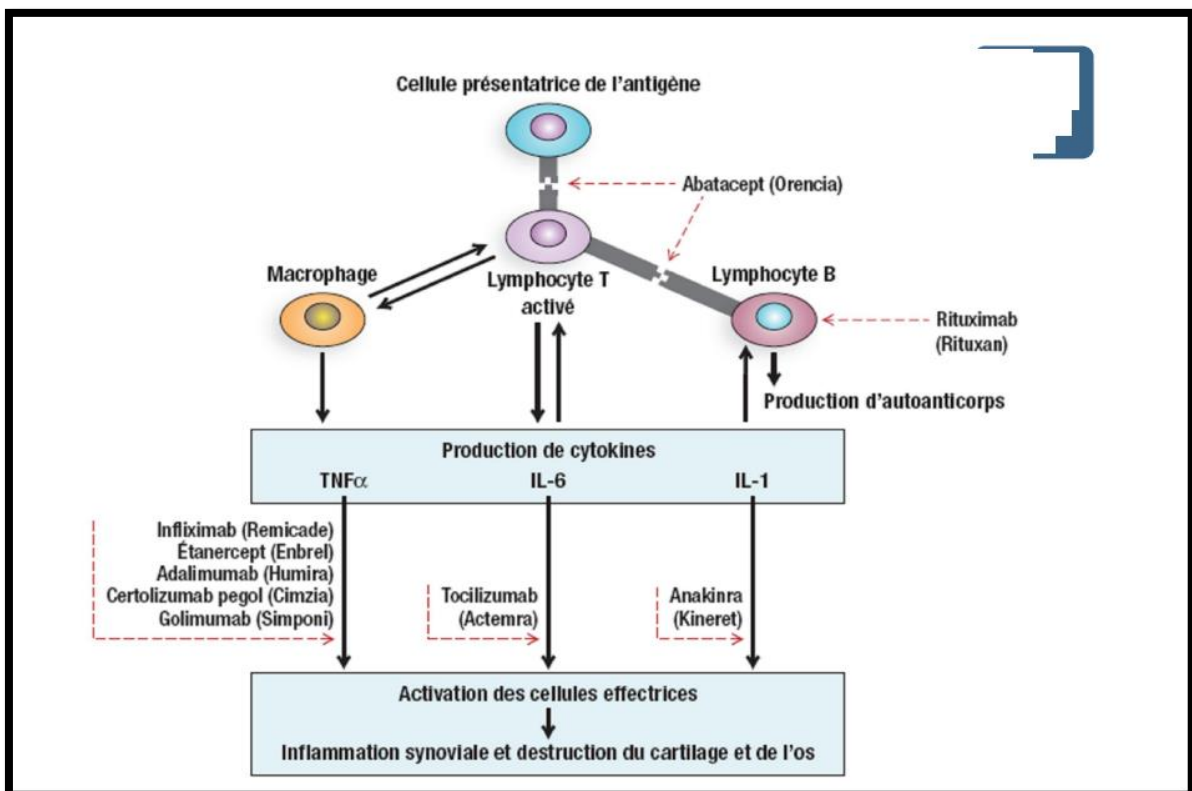 Cellule présentatrice de l'antigène
Abatacept (Orencia)
Macrophage
Lymphocyte T
activé
Lymphocyte B
Rituximab
(Rituxan)
Production d'autoanticorps
Production de cytokines
TNFα
IL-6
IL-1
Infliximab (Remicade)
Étanercept (Enbrel)
Adalimumab (Humira)
Certolizumab pegol (Cimzia)
Golimumab (Simponi)
Tocilizumab
(Actemra)
Anakinra
(Kineret)
Activation des cellules effectrices
Inflammation synoviale et destruction du cartilage et de l'os